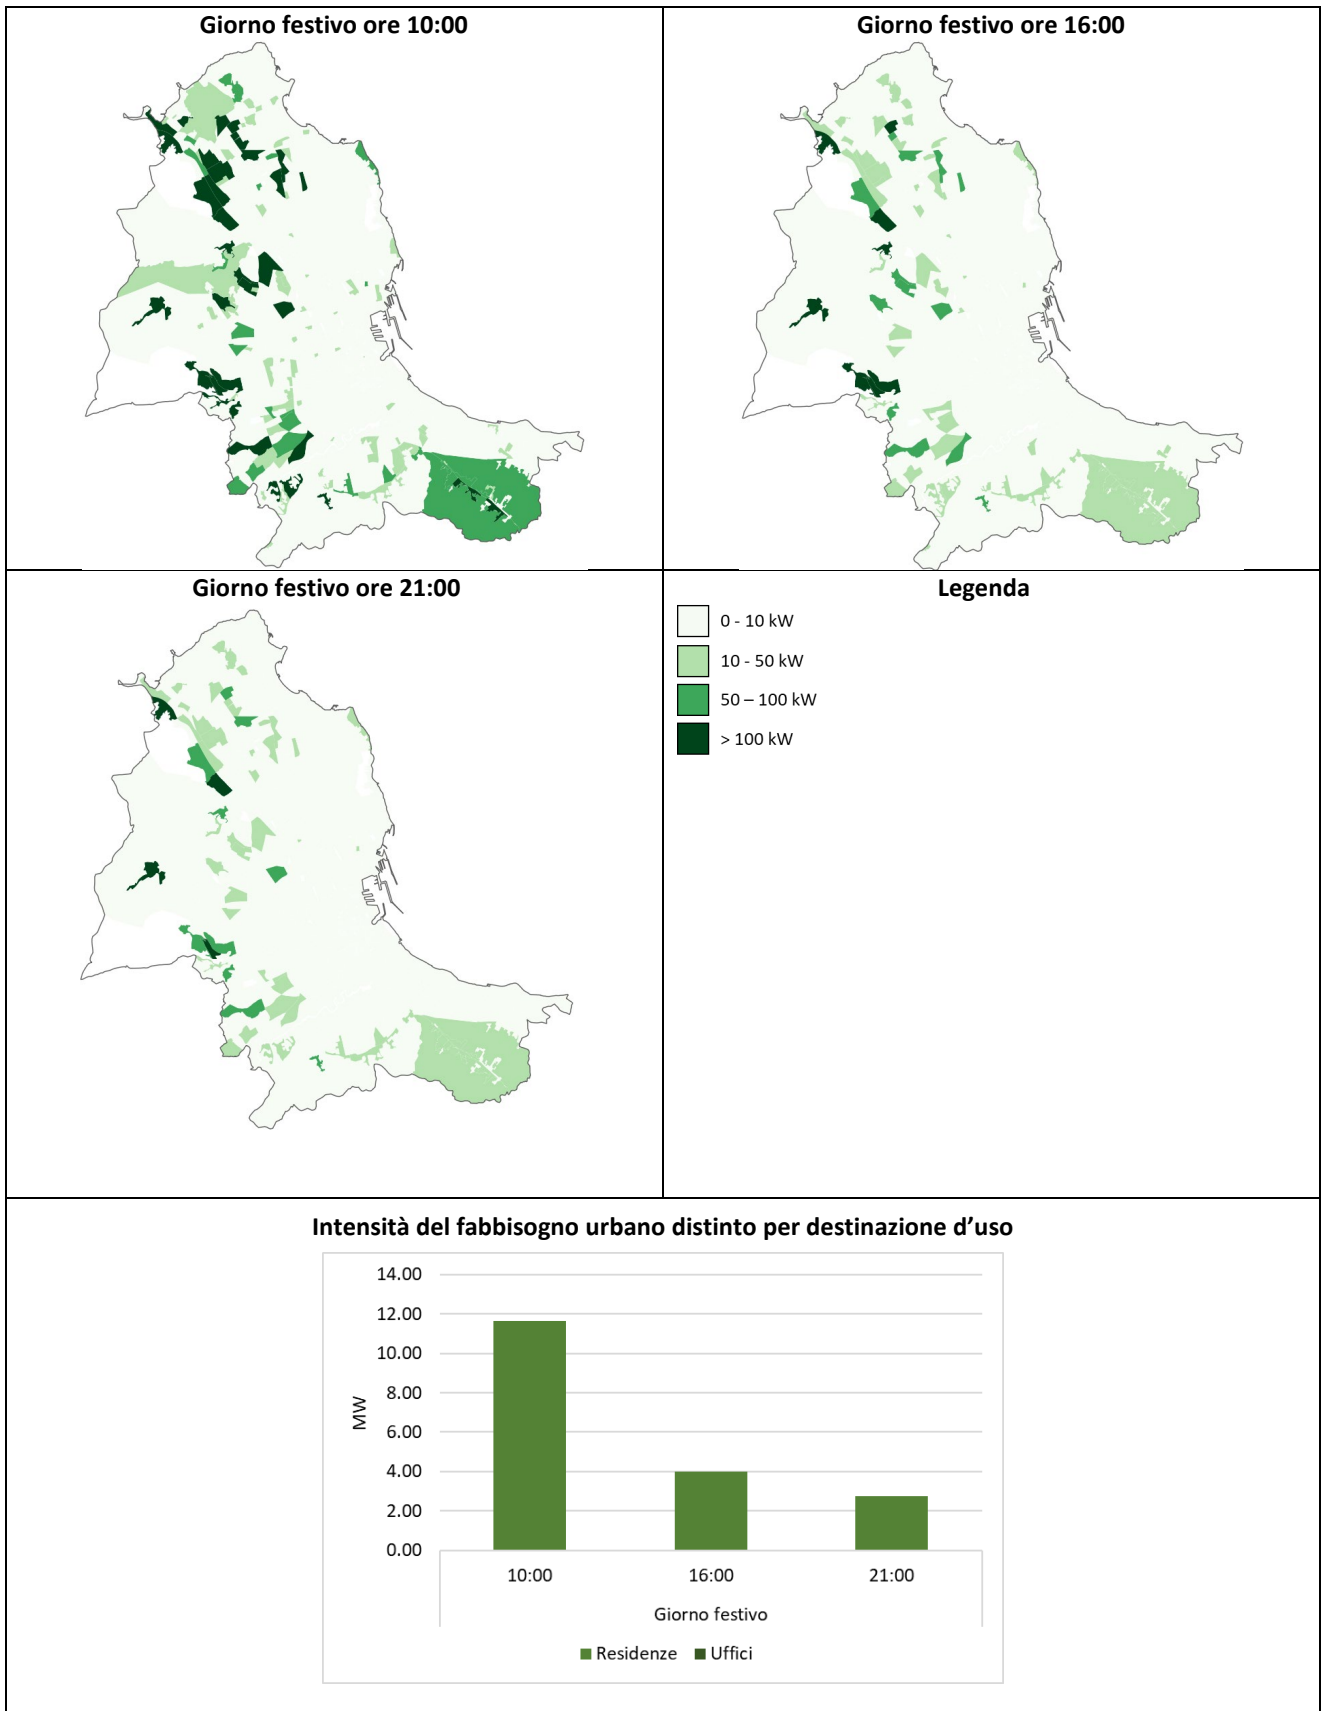 Giorno festivo ore 10:00
Giorno festivo ore 16:00
Giorno festivo ore 21:00
Legenda
0 - 10 kW
10 - 50 kW
50 – 100 kW
> 100 kW
Intensità del fabbisogno urbano distinto per destinazione d’uso
14.00
12.00
10.00
8.00
6.00
4.00
2.00
0.00
MW
10:00 16:00 21:00
Giorno festivo
Residenze Uffici